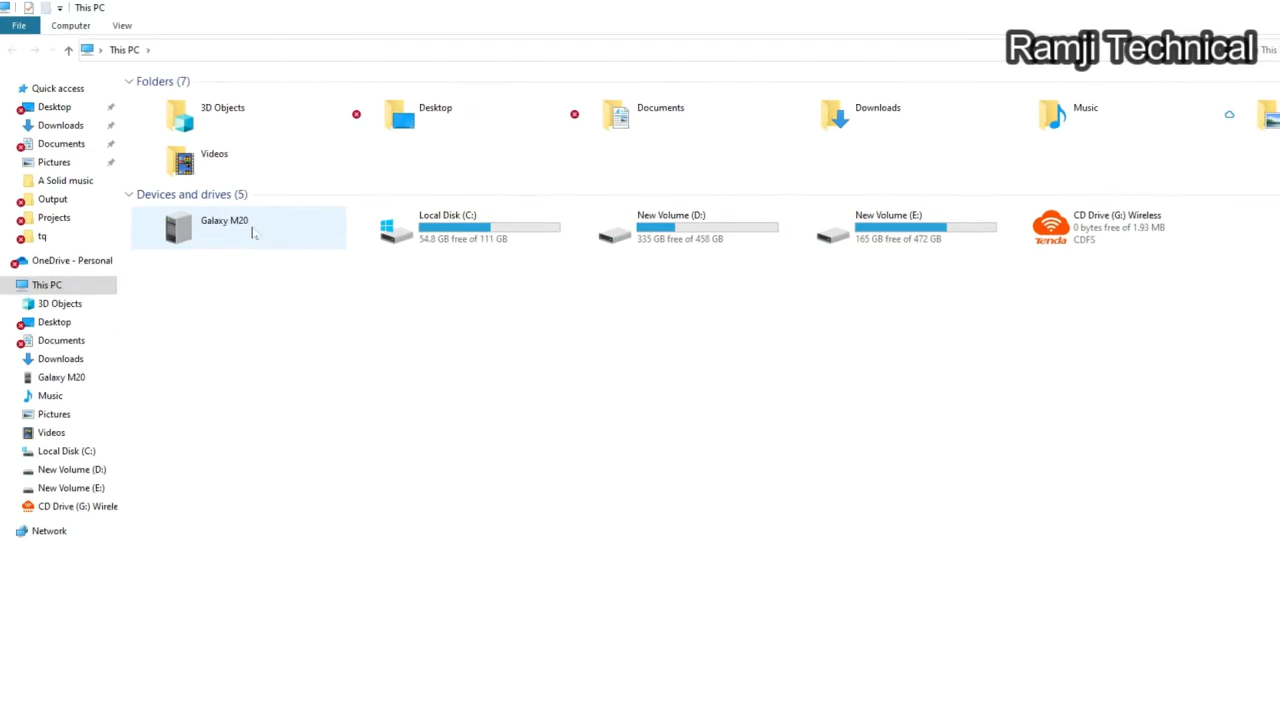 This PC
File Computer View
This PC
This
Ramji Technical
Quick access
Desktop
Downloads
Documents
Pictures
A Solid music
Output
Projects
tq
OneDrive - Personal
This PC
3D Objects
Desktop
Documents
Downloads
Galaxy M20
Music
Pictures
Videos
Local Disk (C:)
New Volume (D:)
New Volume (E:)
CD Drive (G:) Wirele
Network
Folders (7)
3D Objects
Desktop
Documents
Downloads
Music
Videos
Devices and drives (5)
Galaxy M20
Local Disk (C:)
54.8 GB free of 111 GB
New Volume (D:)
335 GB free of 458 GB
New Volume (E:)
165 GB free of 472 GB
Tenda
CD Drive (G:) Wireless
0 bytes free of 1.93 MB
CDFS